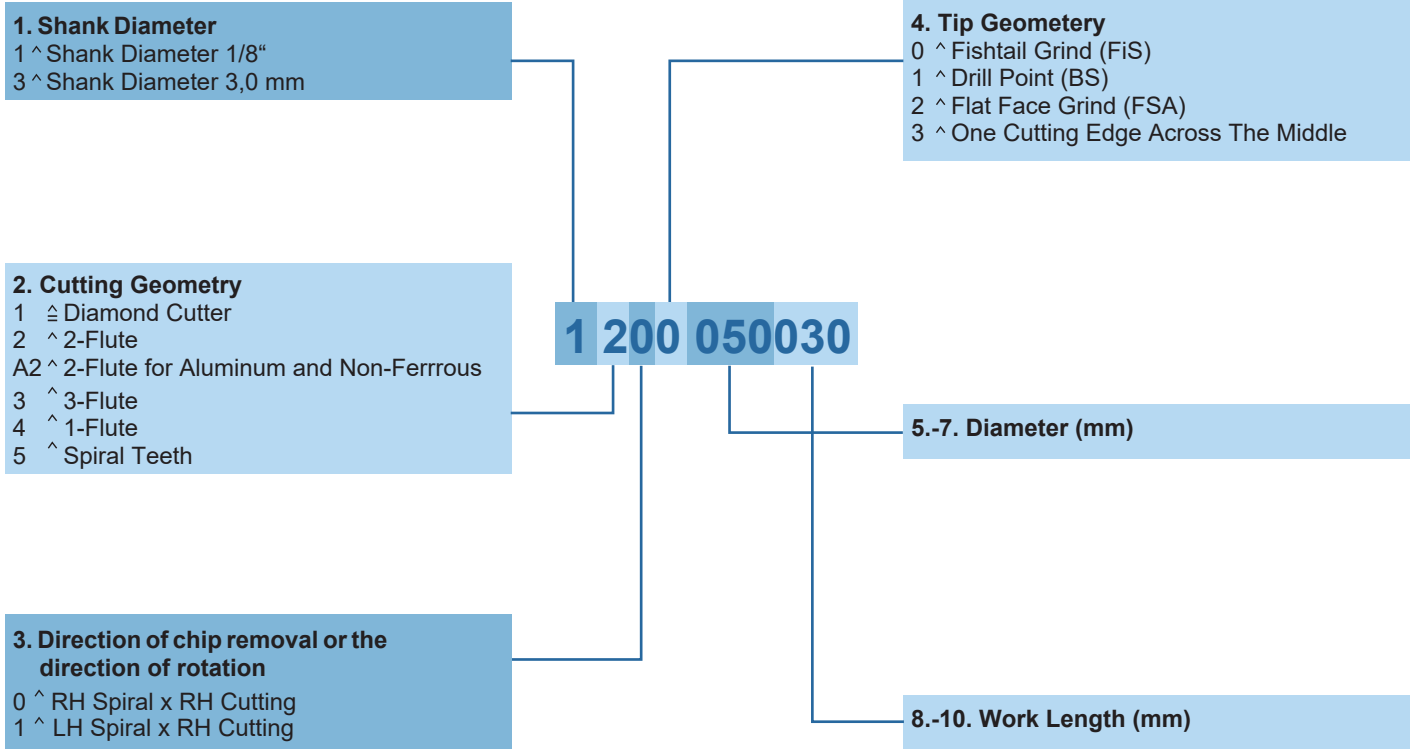 1. Shank Diameter
1 ^ Shank Diameter 1/8“
3 ^ Shank Diameter 3,0 mm
4. Tip Geometery
0 ^ Fishtail Grind (FiS)
1 ^ Drill Point (BS)
2 ^ Flat Face Grind (FSA)
3 ^ One Cutting Edge Across The Middle
2. Cutting Geometry
1 ≙ Diamond Cutter
2 ^ 2-Flute
A2 ^ 2-Flute for Aluminum and Non-Ferrrous
3 ^ 3-Flute
4 ^ 1-Flute
5 ^ Spiral Teeth
1 200 050030
5.-7. Diameter (mm)
3. Direction of chip removal or the
direction of rotation
0 ^ RH Spiral x RH Cutting
1 ^ LH Spiral x RH Cutting
8.-10. Work Length (mm)